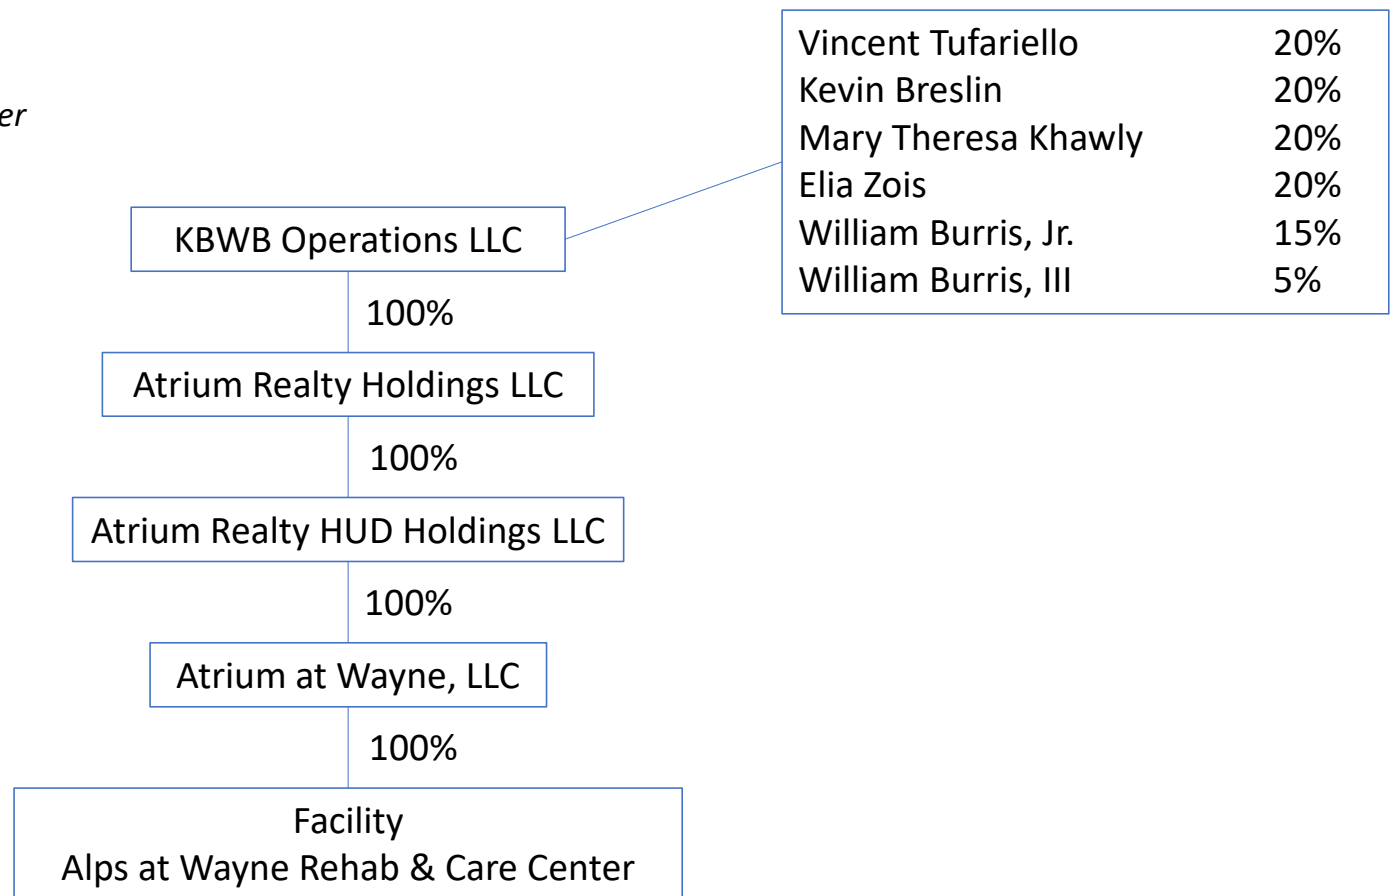 Vincent Tufariello 20%
Kevin Breslin 20%
er
Mary Theresa Khawly 20%
Elia Zois 20%
William Burris, Jr. 15%
William Burris, III 5%
KBWB Operations LLC
100%
Atrium Realty Holdings LLC
100%
Atrium Realty HUD Holdings LLC
100%
Atrium at Wayne, LLC
100%
Facility
Alps at Wayne Rehab & Care Center